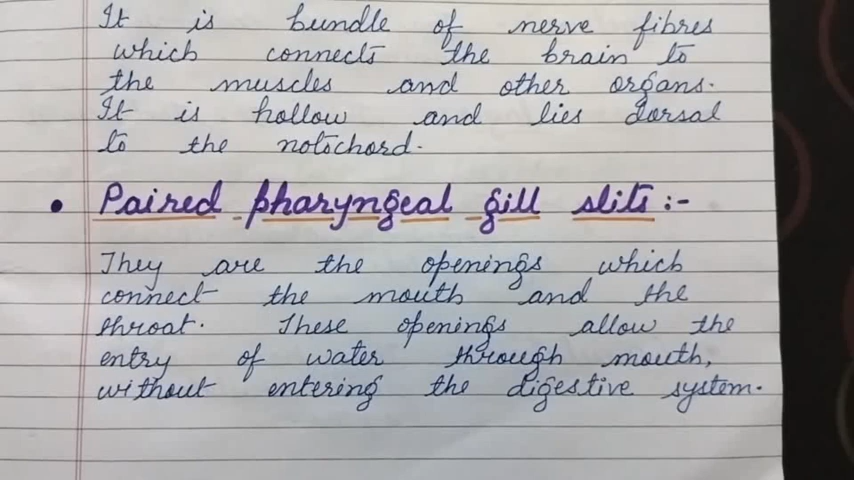 It is bundle of nerve fibres
which connects the brain to
the muscles and other organs.
It is hollow and lies dorsal
to the notochord.
• Paired pharyngeal gill slits :-
They are the openings which
connect the mouth and the
throat. These openings allow the
entry of water through mouth,
without entering the digestive system.